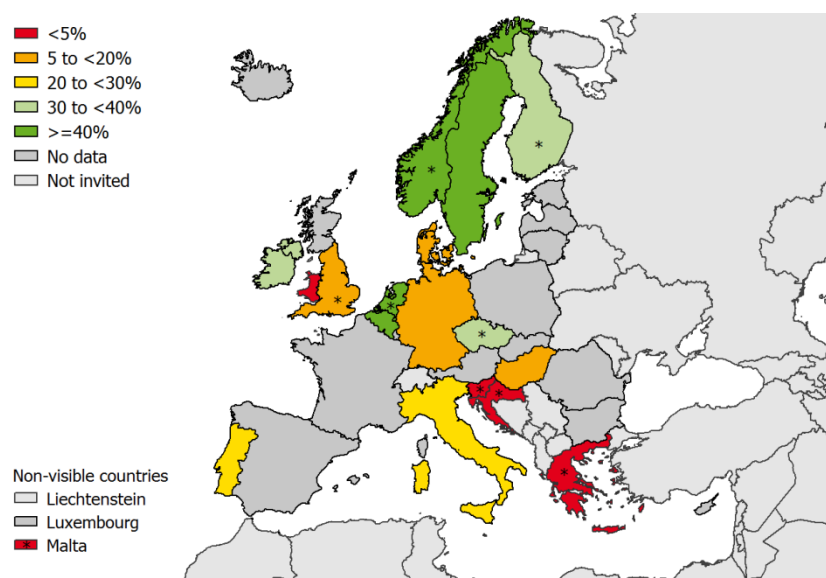 <5%
5 to <20%
20 to <30%
30 to <40%
>=40%
No data
Not invited
Non-visible countries
Liechtenstein
Luxembourg
Malta